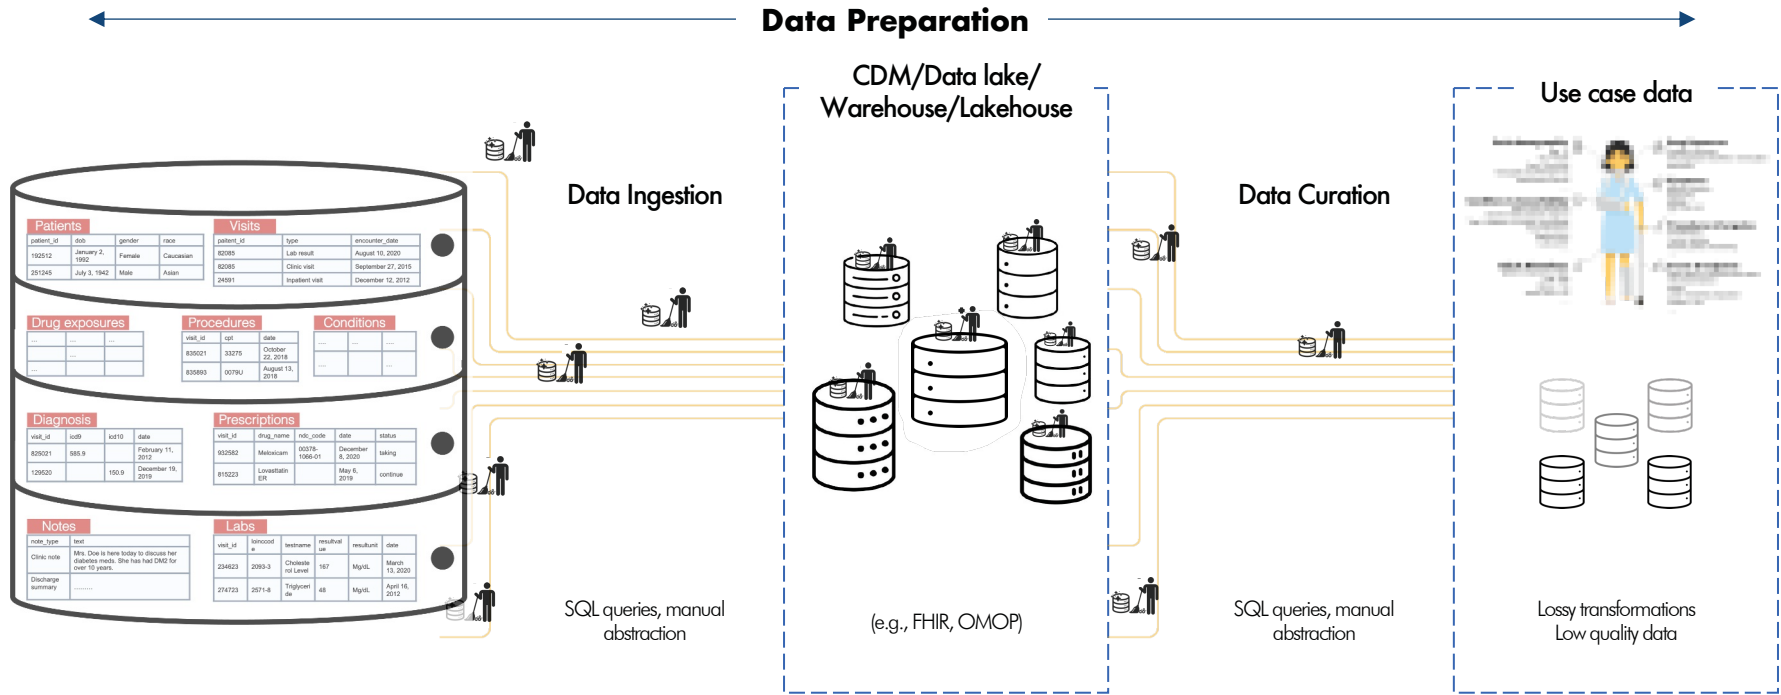 Data Preparation
CDM/Data lake/
Warehouse/Lakehouse
Use case data
Data Ingestion
Data Curation
Patients
patient_id dob gender race
192512 January 2, 1992 Female Caucasian
251245 July 3, 1942 Male Asian
Visits
paitent_id type encounter_date
82085 Lab result August 10, 2020
82085 Clinic visit September 27, 2015
24591 Inpatient visit December 12, 2012
Drug exposures
... ... ...
...
...
Procedures
visit_id cpt date
835021 33275 October 22, 2018
835893 0079U August 13, 2018
Conditions
.... ... .....
.... ...
Diagnosis
visit_id icd9 icd10 date
825021 585.9 February 11, 2012
129520 150.9 December 19, 2019
Prescriptions
visit_id drug_name ndc_code date status
932582 Meloxicam 00378-1066-01 December 8, 2020 taking
815223 Lovasttatin ER May 6, 2019 continue
Notes
note_type text
Clinic note Mrs. Doe is here today to discuss her
diabetes meds. She has had DM2 for
over 10 years.
Discharge summary .........
Labs
visit_id loinccode testname resultvalue resultunit date
234623 2093-3 Cholesterol Level 167 Mg/dL March 13, 2020
274723 2571-8 Triglyceride 48 Mg/dL April 16, 2012
SQL queries, manual
abstraction
(e.g., FHIR, OMOP)
SQL queries, manual
abstraction
Lossy transformations
Low quality data